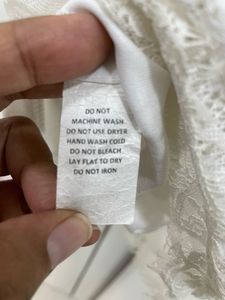 DO NOT
MACHINE WASH
DO NOT USE DRYER
HAND WASH COLD
DO NOT BLEACH
LAY FLAT TO DRY
DO NOT IRON